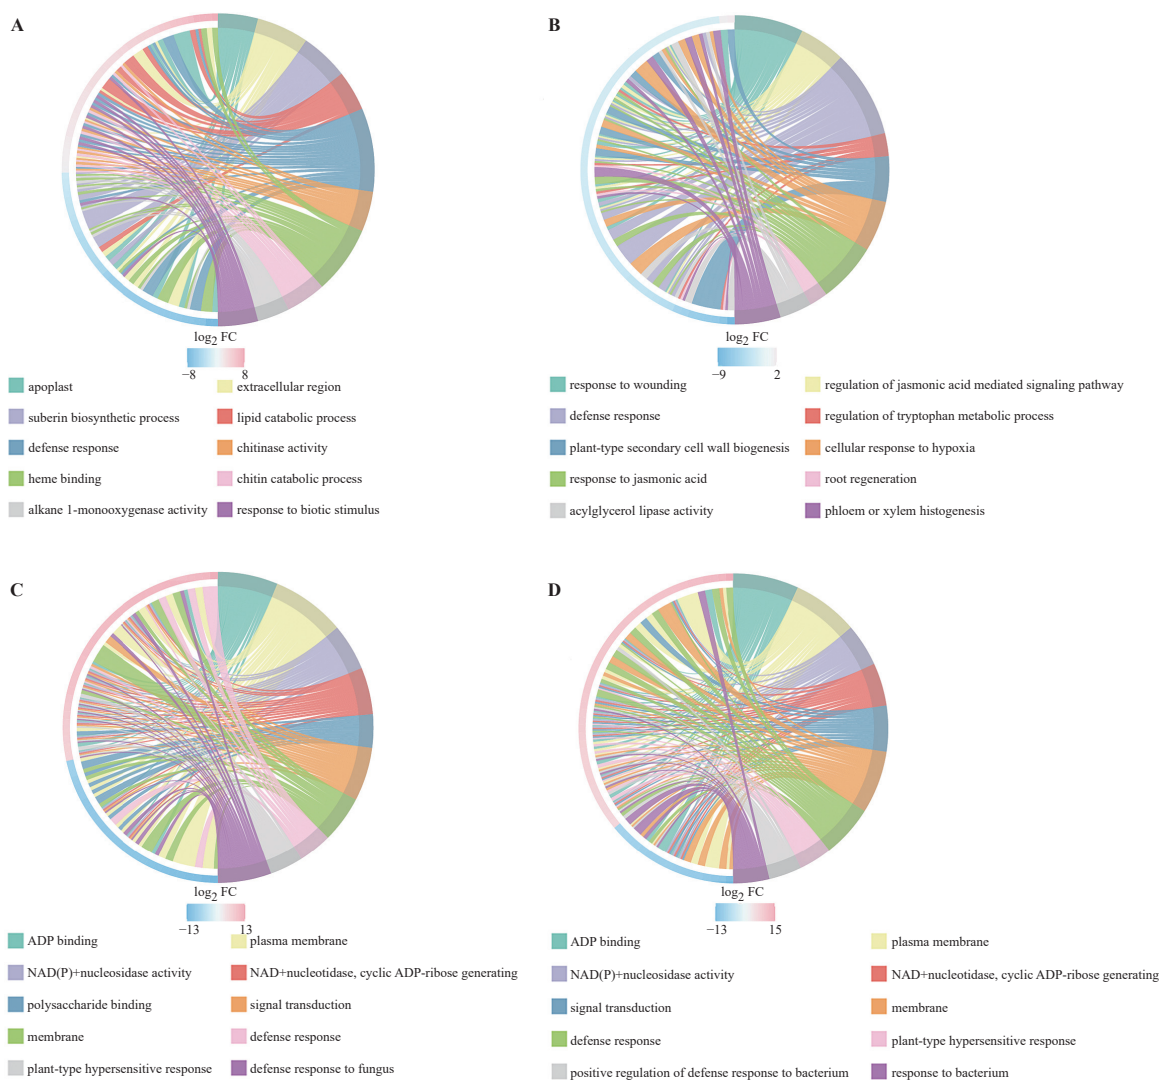 A
B
log2 FC
−8 8
apoplast extracellular region
suberin biosynthetic process lipid catabolic process
defense response chitinase activity
heme binding chitin catabolic process
alkane 1-monooxygenase activity response to biotic stimulus
log2 FC
−9 2
response to wounding regulation of jasmonic acid mediated signaling pathway
defense response regulation of tryptophan metabolic process
plant-type secondary cell wall biogenesis cellular response to hypoxia
response to jasmonic acid root regeneration
acylglycerol lipase activity phloem or xylem histogenesis
C
D
log2 FC
−13 13
ADP binding plasma membrane
NAD(P)+nucleosidase activity NAD+nucleotidase, cyclic ADP-ribose generating
polysaccharide binding signal transduction
membrane defense response
plant-type hypersensitive response defense response to fungus
log2 FC
−13 15
ADP binding plasma membrane
NAD(P)+nucleosidase activity NAD+nucleotidase, cyclic ADP-ribose generating
signal transduction membrane
defense response plant-type hypersensitive response
positive regulation of defense response to bacterium response to bacterium